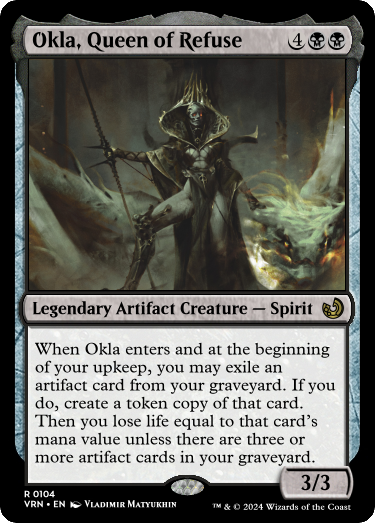 Okla, Queen of Refuse 4
Legendary Artifact Creature — Spirit
When Okla enters and at the beginning
of your upkeep, you may exile an
artifact card from your graveyard. If you
do, create a token copy of that card.
Then you lose life equal to that card's
mana value unless there are three or
more artifact cards in your graveyard.
3/3
R 0104
VRN • EN Vladimir Matyukhin
™ & © 2024 Wizards of the Coast